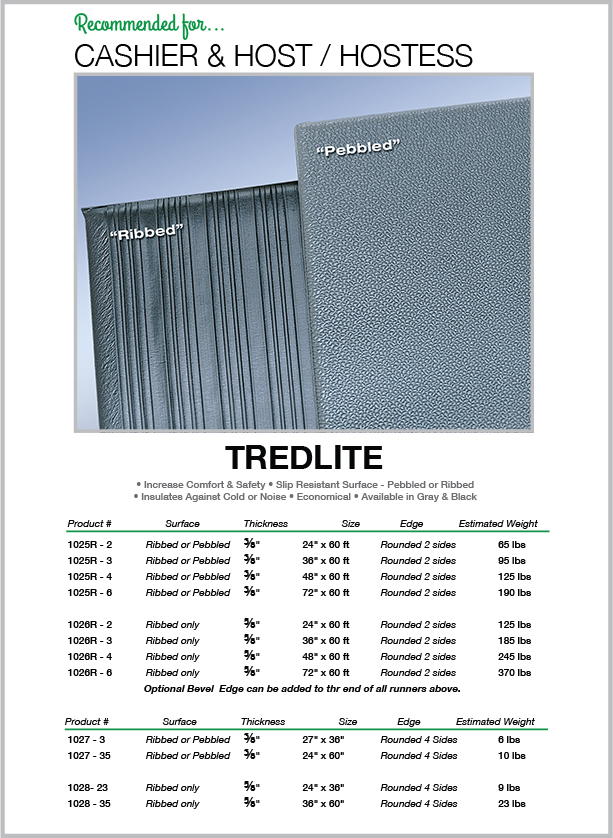 Recommended for...
CASHIER & HOST / HOSTESS
“Pebbled”
“Ribbed”
TREDLITE
• Increase Comfort & Safety • Slip Resistant Surface - Pebbled or Ribbed
• Insulates Against Cold or Noise • Economical • Available in Gray & Black
Product # Surface Thickness Size Edge Estimated Weight
1025R - 2 Ribbed or Pebbled ⅜" 24" x 60 ft Rounded 2 sides 65 lbs
1025R - 3 Ribbed or Pebbled ⅜" 36" x 60 ft Rounded 2 sides 95 lbs
1025R - 4 Ribbed or Pebbled ⅜" 48" x 60 ft Rounded 2 sides 125 lbs
1025R - 6 Ribbed or Pebbled ⅜" 72" x 60 ft Rounded 2 sides 190 lbs
1026R - 2 Ribbed only ⅝" 24" x 60 ft Rounded 2 sides 125 lbs
1026R - 3 Ribbed only ⅝" 36" x 60 ft Rounded 2 sides 185 lbs
1026R - 4 Ribbed only ⅝" 48" x 60 ft Rounded 2 sides 245 lbs
1026R - 6 Ribbed only ⅝" 72" x 60 ft Rounded 2 sides 370 lbs
Optional Bevel Edge can be added to thr end of all runners above.
Product # Surface Thickness Size Edge Estimated Weight
1027 - 3 Ribbed or Pebbled ⅜" 27" x 36" Rounded 4 Sides 6 lbs
1027 - 35 Ribbed or Pebbled ⅜" 24" x 60" Rounded 4 Sides 10 lbs
1028- 23 Ribbed only ⅝" 24" x 36" Rounded 4 Sides 9 lbs
1028 - 35 Ribbed only ⅝" 36" x 60" Rounded 4 Sides 23 lbs